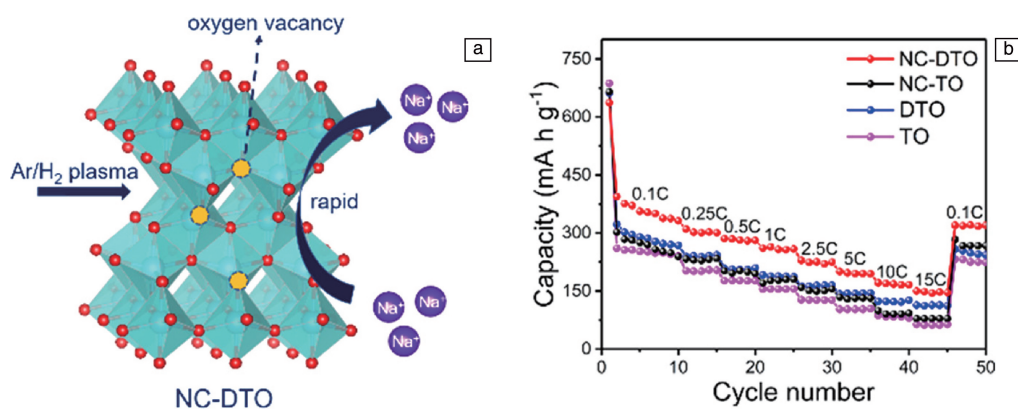 oxygen vacancy
a
Na⁺
Na⁺
Na⁺
Ar/H₂ plasma
rapid
Na⁺
Na⁺
Na⁺
NC-DTO
b
NC-DTO
NC-TO
DTO
TO
750
600
450
300
150
0
0.1C
0.25C
0.5C
1C
2.5C
5C
10C
15C
0.1C
0
10
20
30
40
50
Capacity (mA h g⁻¹)
Cycle number